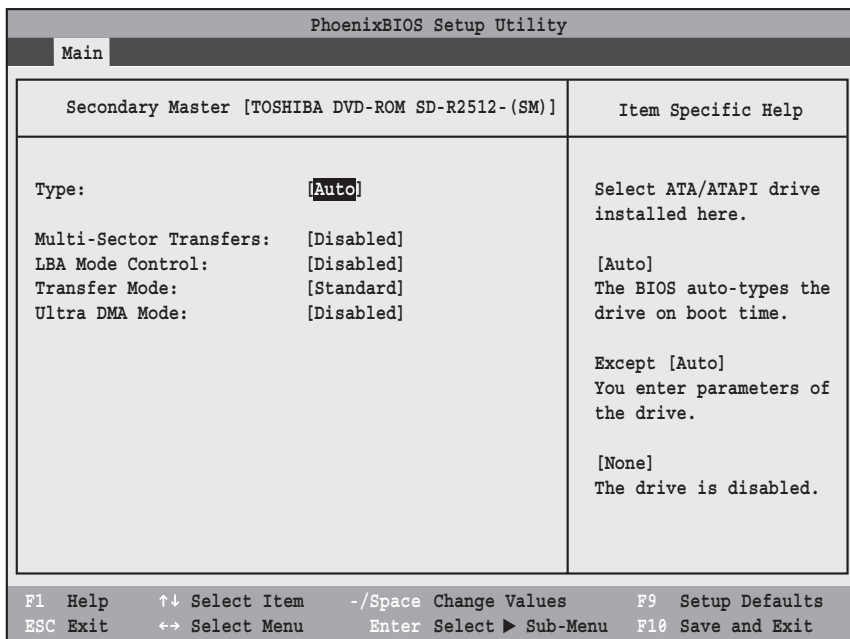 PhoenixBIOS Setup Utility
Main
Secondary Master [TOSHIBA DVD-ROM SD-R2512-(SM)]
Item Specific Help
Type: [Auto]
Multi-Sector Transfers: [Disabled]
LBA Mode Control: [Disabled]
Transfer Mode: [Standard]
Ultra DMA Mode: [Disabled]
Select ATA/ATAPI drive
installed here.
[Auto]
The BIOS auto-types the
drive on boot time.
Except [Auto]
You enter parameters of
the drive.
[None]
The drive is disabled.
F1 Help ↑↓ Select Item -/Space Change Values F9 Setup Defaults
ESC Exit ←→ Select Menu Enter Select ▶ Sub-Menu F10 Save and Exit